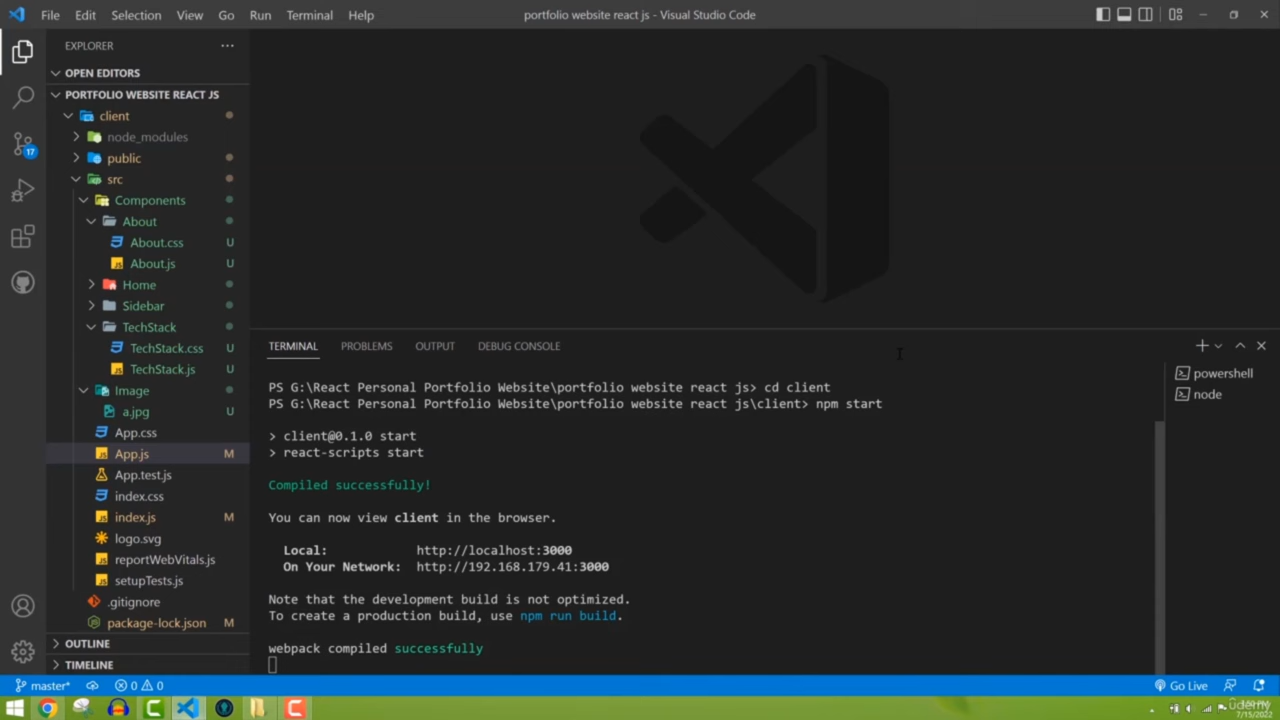 File Edit Selection View Go Run Terminal Help
portfolio website react js - Visual Studio Code
EXPLORER
OPEN EDITORS
PORTFOLIO WEBSITE REACT JS
client
node_modules
public
17
src
Components
About
About.css U
About.js U
Home
Sidebar
TechStack
TechStack.css U
TechStack.js U
Image
a.jpg U
App.css
App.js M
App.test.js
index.css
index.js M
logo.svg
reportWebVitals.js
setupTests.js
.gitignore
package-lock.json M
OUTLINE
TIMELINE
TERMINAL PROBLEMS OUTPUT DEBUG CONSOLE
powershell
node
PS G:\React Personal Portfolio Website\portfolio website react js> cd client
PS G:\React Personal Portfolio Website\portfolio website react js\client> npm start
> client@0.1.0 start
> react-scripts start
Compiled successfully!
You can now view client in the browser.
Local: http://localhost:3000
On Your Network: http://192.168.179.41:3000
Note that the development build is not optimized.
To create a production build, use npm run build.
webpack compiled successfully
master* 0 0
Go Live
udemy
7/15/2022